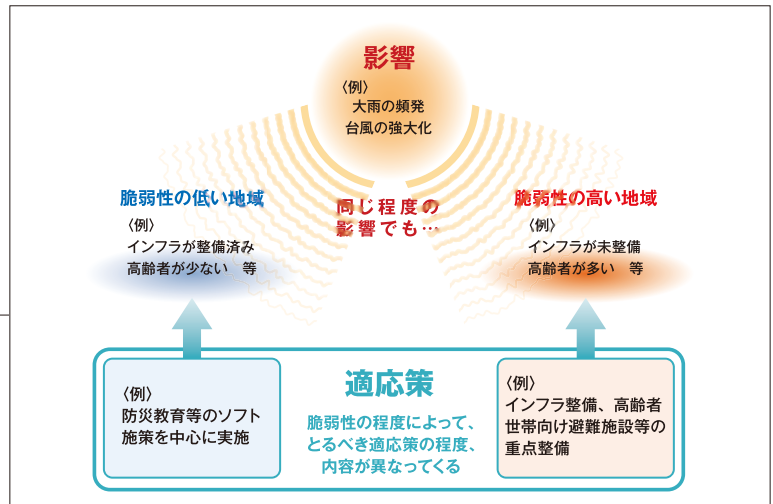 影響
〈例〉
大雨の頻発
台風の強大化
同じ程度の
影響でも…
脆弱性の低い地域
〈例〉
インフラが整備済み
高齢者が少ない　等
脆弱性の高い地域
〈例〉
インフラが未整備
高齢者が多い　等
適応策
脆弱性の程度によって、
とるべき適応策の程度、
内容が異なってくる
〈例〉
防災教育等のソフト
施策を中心に実施
〈例〉
インフラ整備、高齢者
世帯向け避難施設等の
重点整備